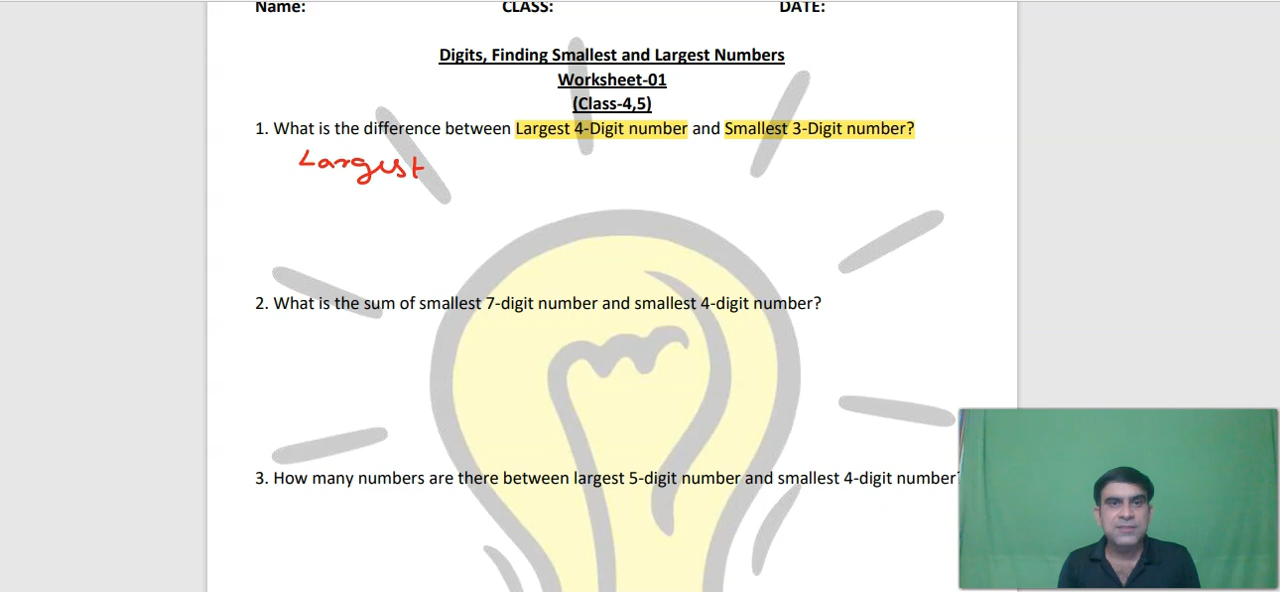 Name: CLASS: DATE:
Digits, Finding Smallest and Largest Numbers
Worksheet-01
(Class-4,5)
1. What is the difference between Largest 4-Digit number and Smallest 3-Digit number?
Largest
2. What is the sum of smallest 7-digit number and smallest 4-digit number?
3. How many numbers are there between largest 5-digit number and smallest 4-digit number?